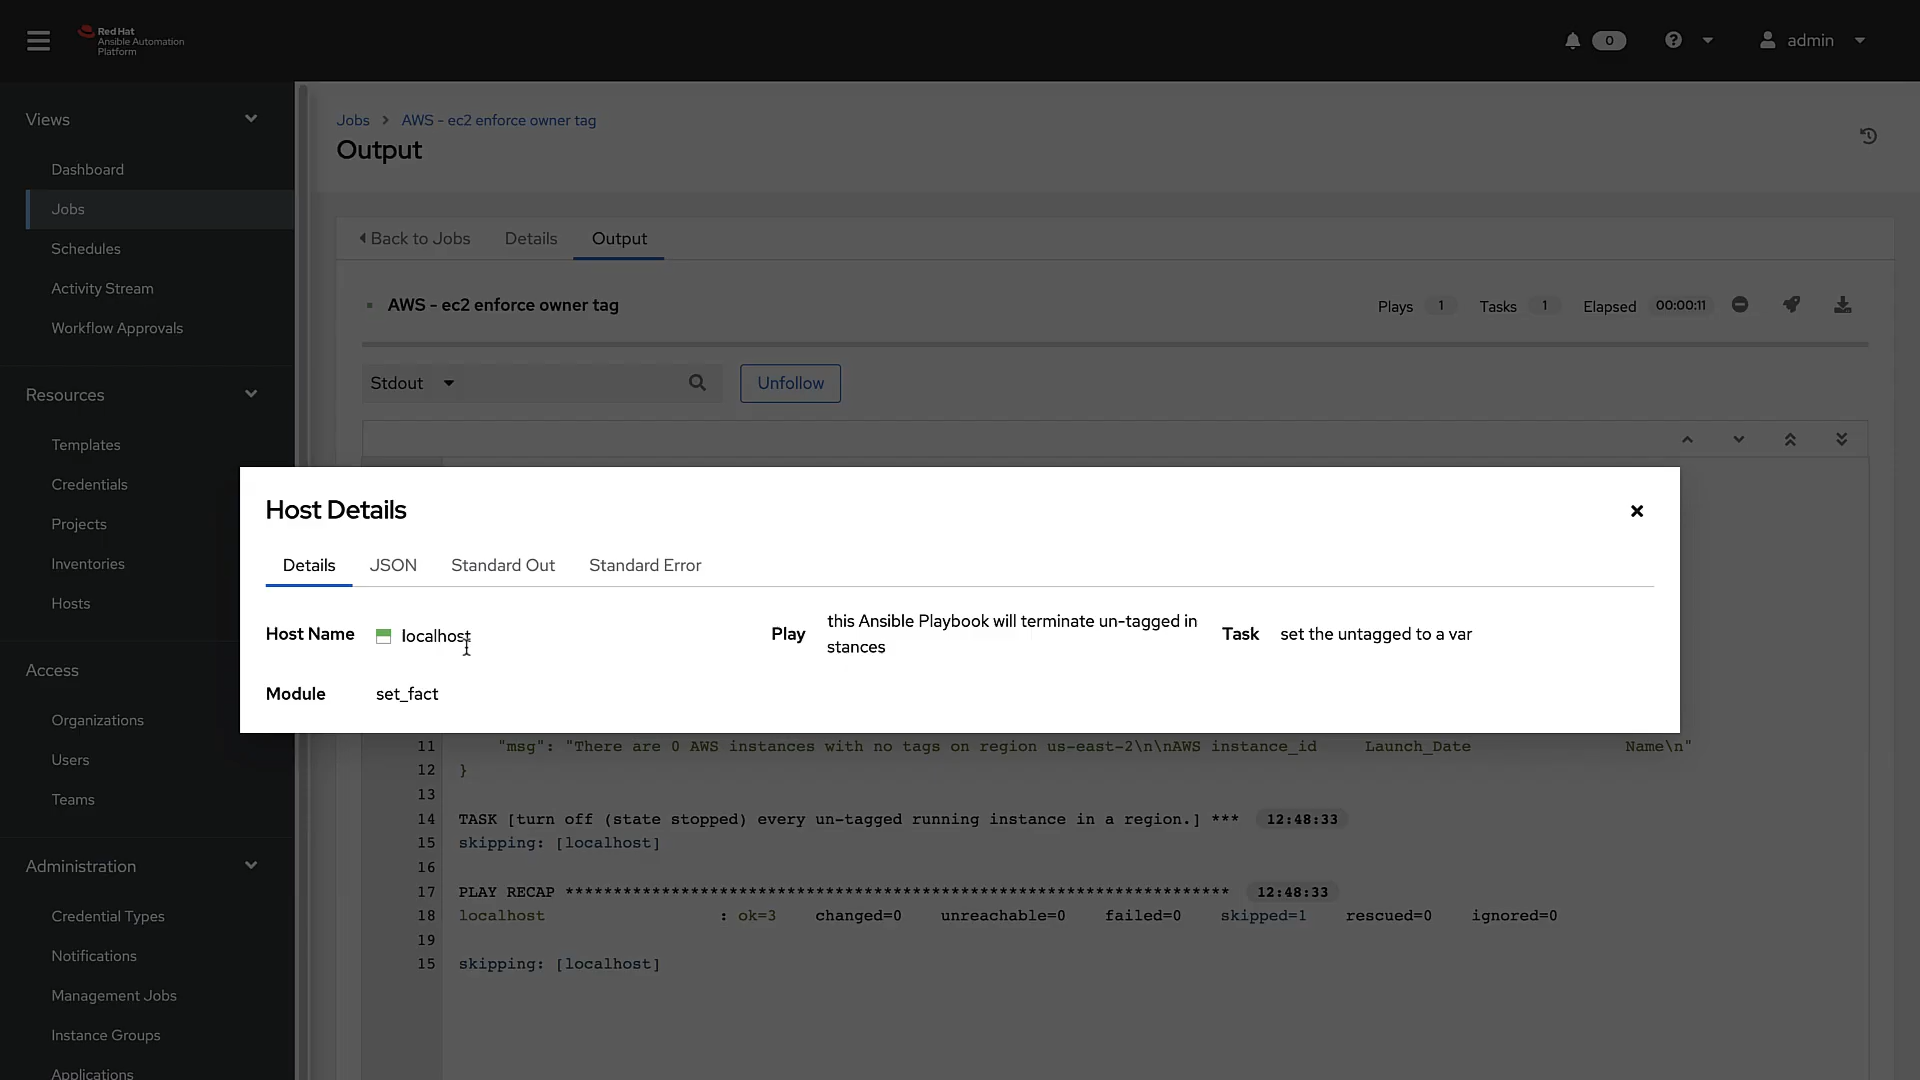 Red Hat
Ansible Automation
Platform
0
admin
Views
Dashboard
Jobs
Schedules
Activity Stream
Workflow Approvals
Resources
Templates
Credentials
Projects
Inventories
Hosts
Access
Organizations
Users
Teams
Administration
Credential Types
Notifications
Management Jobs
Instance Groups
Applications
Jobs AWS - ec2 enforce owner tag
Output
Back to Jobs Details Output
AWS - ec2 enforce owner tag Plays 1 Tasks 1 Elapsed 00:00:11
Stdout Unfollow
Host Details
Details JSON Standard Out Standard Error
Host Name localhost
Play this Ansible Playbook will terminate un-tagged in
stances
Task set the untagged to a var
Module set_fact
11 "msg": "There are 0 AWS instances with no tags on region us-east-2\n\nAWS instance_id Launch_Date Name\n"
12 }
13
14 TASK [turn off (state stopped) every un-tagged running instance in a region.] *** 12:48:33
15 skipping: [localhost]
16
17 PLAY RECAP ********************************************************************* 12:48:33
18 localhost : ok=3 changed=0 unreachable=0 failed=0 skipped=1 rescued=0 ignored=0
19
15 skipping: [localhost]